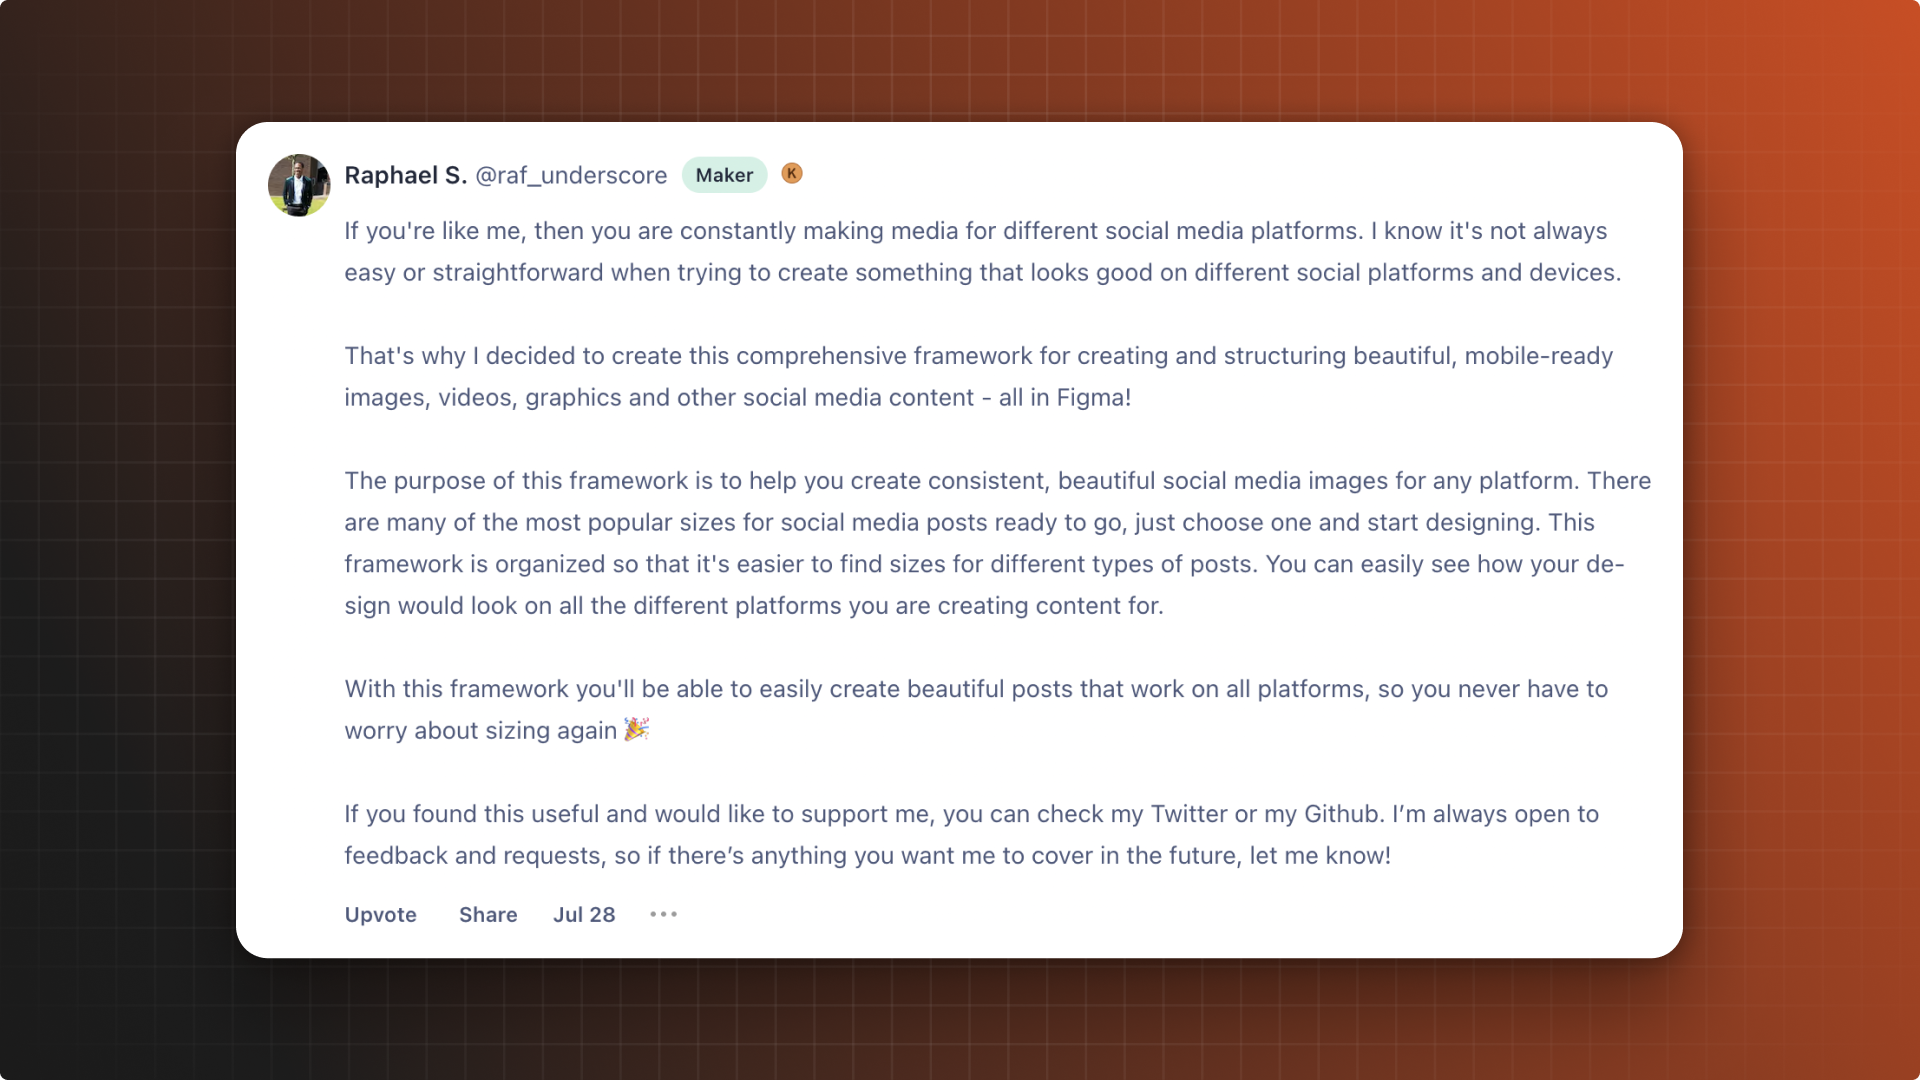 Raphael S. @raf_underscore Maker K
If you're like me, then you are constantly making media for different social media platforms. I know it's not always
easy or straightforward when trying to create something that looks good on different social platforms and devices.
That's why I decided to create this comprehensive framework for creating and structuring beautiful, mobile-ready
images, videos, graphics and other social media content - all in Figma!
The purpose of this framework is to help you create consistent, beautiful social media images for any platform. There
are many of the most popular sizes for social media posts ready to go, just choose one and start designing. This
framework is organized so that it's easier to find sizes for different types of posts. You can easily see how your de-
sign would look on all the different platforms you are creating content for.
With this framework you'll be able to easily create beautiful posts that work on all platforms, so you never have to
worry about sizing again 🎉
If you found this useful and would like to support me, you can check my Twitter or my Github. I’m always open to
feedback and requests, so if there’s anything you want me to cover in the future, let me know!
Upvote Share Jul 28 •••